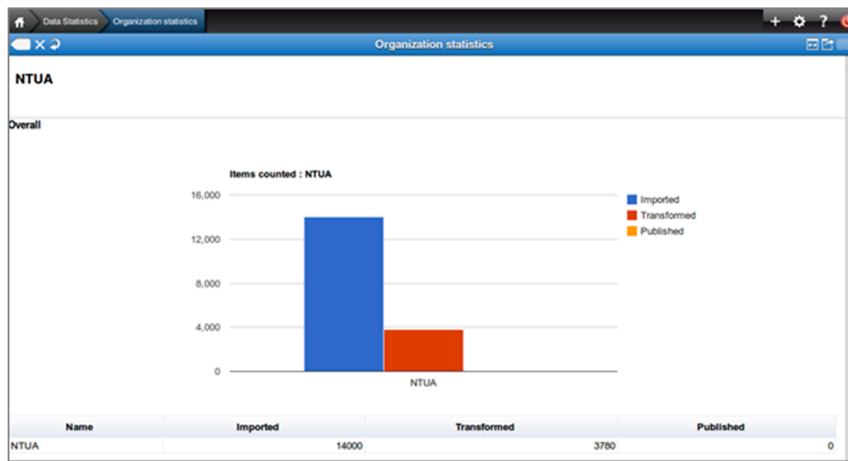 Data Statistics Organization statistics + ?
Organization statistics
NTUA
Overall
Items counted : NTUA
16,000
12,000
8,000
4,000
0
Imported
Transformed
Published
NTUA
Name Imported Transformed Published
NTUA 14000 3780 0